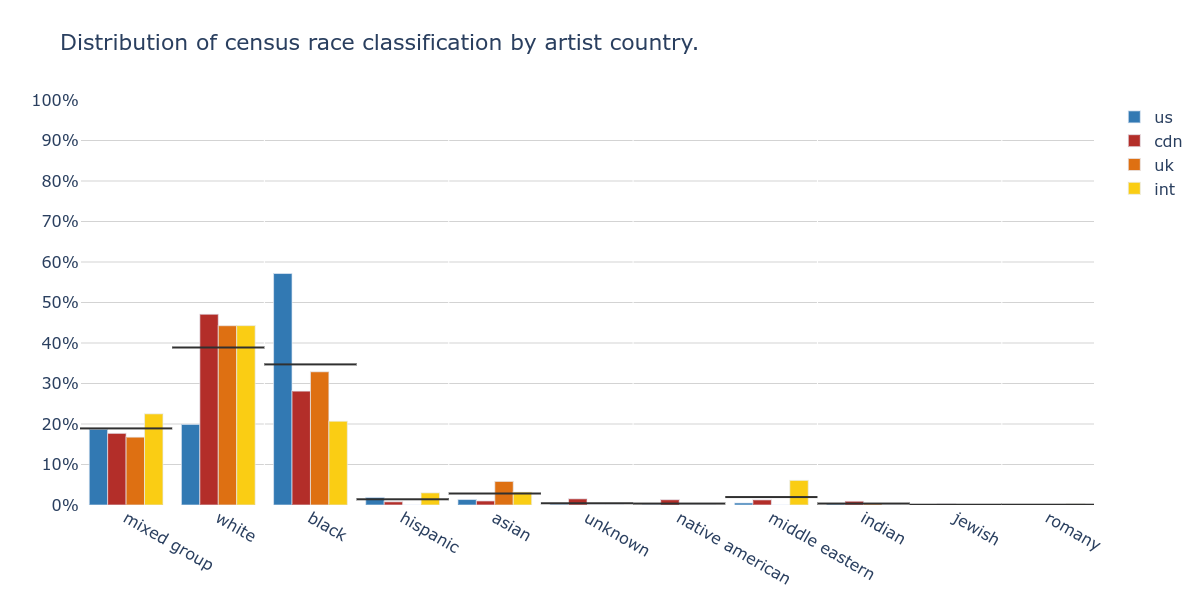 Distribution of census race classification by artist country.
100%
90%
80%
70%
60%
50%
40%
30%
20%
10%
0%
us
cdn
uk
int
mixed group
white
black
hispanic
asian
unknown
native american
middle eastern
indian
jewish
romany